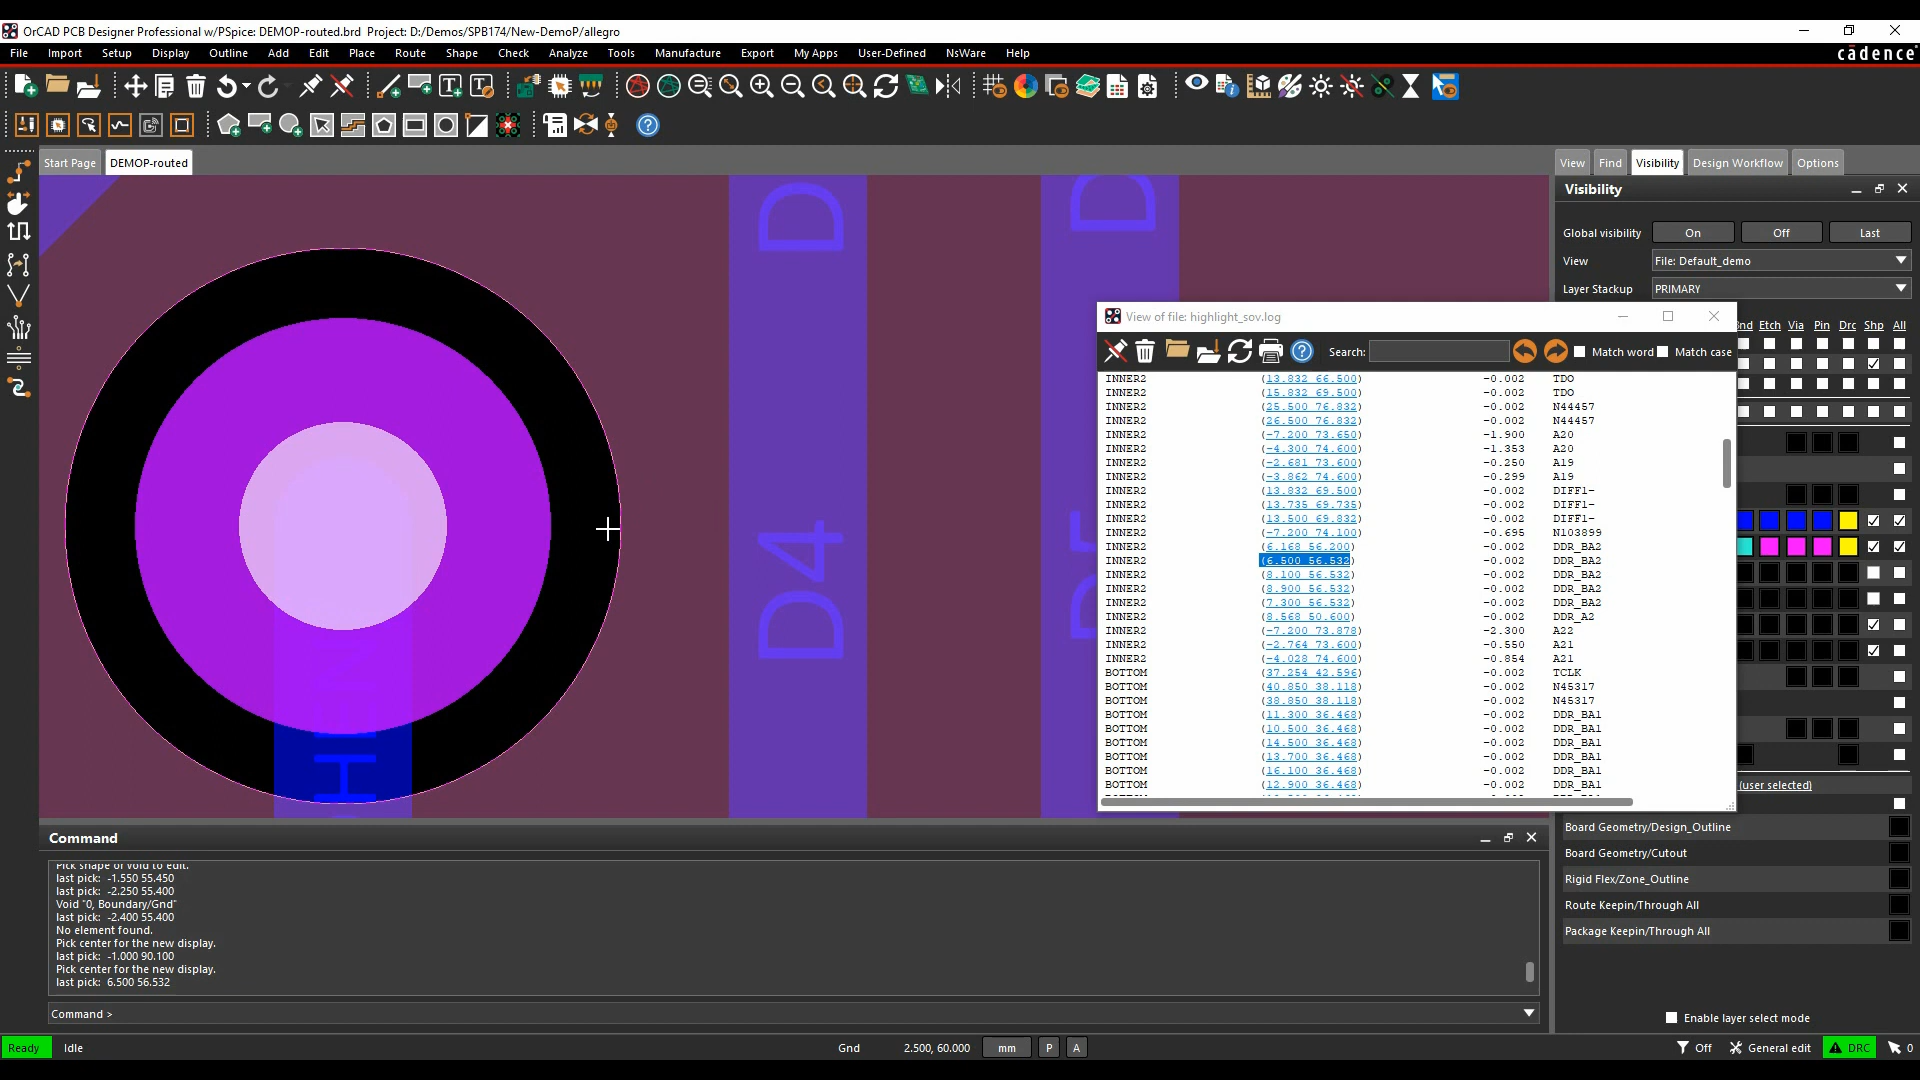 OrCAD PCB Designer Professional w/PSpice: DEMOP-routed.brd Project: D:/Demos/SPB174/New-DemoP/allegro
File Import Setup Display Outline Add Edit Place Route Shape Check Analyze Tools Manufacture Export My Apps User-Defined NsWare Help
cādence
Start Page DEMOP-routed
View Find Visibility Design Workflow Options
Visibility
Global visibility On Off Last
View File: Default_demo
Layer Stackup PRIMARY
Etch Via Pin Drc Shp All
D
D
D4
View of file: highlight_sov.log
Search: Match word Match case
INNER2 (13.832 66.500) -0.002 TDO
INNER2 (15.832 69.500) -0.002 TDO
INNER2 (25.500 76.832) -0.002 N44457
INNER2 (26.500 76.832) -0.002 N44457
INNER2 (-7.200 73.650) -1.900 A20
INNER2 (-4.300 74.600) -1.353 A20
INNER2 (-2.681 73.600) -0.250 A19
INNER2 (-3.862 74.600) -0.299 A19
INNER2 (13.832 69.500) -0.002 DIFF1-
INNER2 (13.735 69.735) -0.002 DIFF1-
INNER2 (13.500 69.832) -0.002 DIFF1-
INNER2 (-7.200 74.100) -0.695 N103899
INNER2 (6.168 56.200) -0.002 DDR_BA2
INNER2 (6.500 56.532) -0.002 DDR_BA2
INNER2 (8.100 56.532) -0.002 DDR_BA2
INNER2 (8.900 56.532) -0.002 DDR_BA2
INNER2 (7.300 56.532) -0.002 DDR_BA2
INNER2 (8.568 50.600) -0.002 DDR_A2
INNER2 (-7.200 73.878) -2.300 A22
INNER2 (-2.764 73.600) -0.550 A21
INNER2 (-4.028 74.600) -0.854 A21
BOTTOM (37.254 42.596) -0.002 TCLK
BOTTOM (40.850 38.118) -0.002 N45317
BOTTOM (38.850 38.118) -0.002 N45317
BOTTOM (11.300 36.468) -0.002 DDR_BA1
BOTTOM (10.500 36.468) -0.002 DDR_BA1
BOTTOM (14.500 36.468) -0.002 DDR_BA1
BOTTOM (13.700 36.468) -0.002 DDR_BA1
BOTTOM (16.100 36.468) -0.002 DDR_BA1
BOTTOM (12.900 36.468) -0.002 DDR_BA1
(user selected)
Board Geometry/Design_Outline
Board Geometry/Cutout
Rigid Flex/Zone_Outline
Route Keepin/Through All
Package Keepin/Through All
Enable layer select mode
Command
Pick shape or void to edit.
last pick: -1.550 55.450
last pick: -2.250 55.400
Void "0, Boundary/Gnd"
last pick: -2.400 55.400
No element found.
Pick center for the new display.
last pick: -1.000 90.100
Pick center for the new display.
last pick: 6.500 56.532
Command >
Ready Idle Gnd 2.500, 60.000 mm P A Off General edit DRC 0